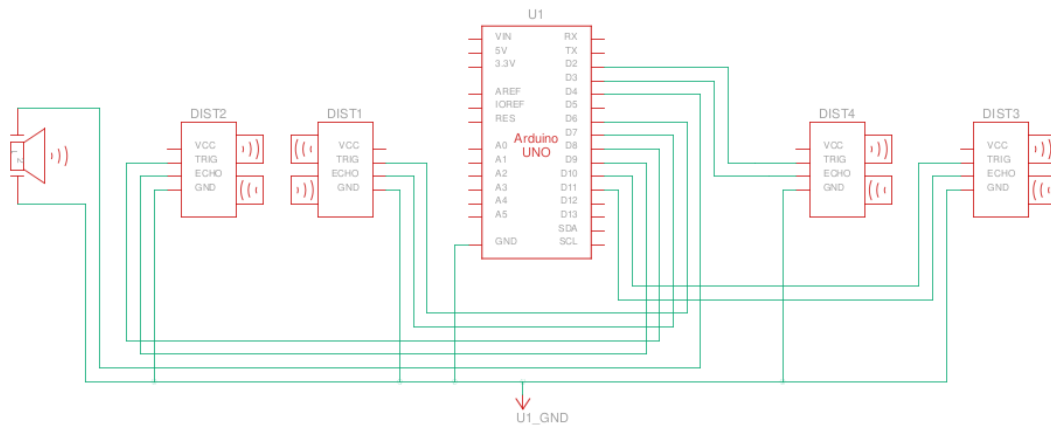 U1
VIN
5V
3.3V
AREF
IOREF
RES
A0
A1
A2
A3
A4
A5
GND
Arduino
UNO
RX
TX
D2
D3
D4
D5
D6
D7
D8
D9
D10
D11
D12
D13
SDA
SCL
DIST2
VCC
TRIG
ECHO
GND
DIST1
VCC
TRIG
ECHO
GND
DIST4
VCC
TRIG
ECHO
GND
DIST3
VCC
TRIG
ECHO
GND
U1_GND